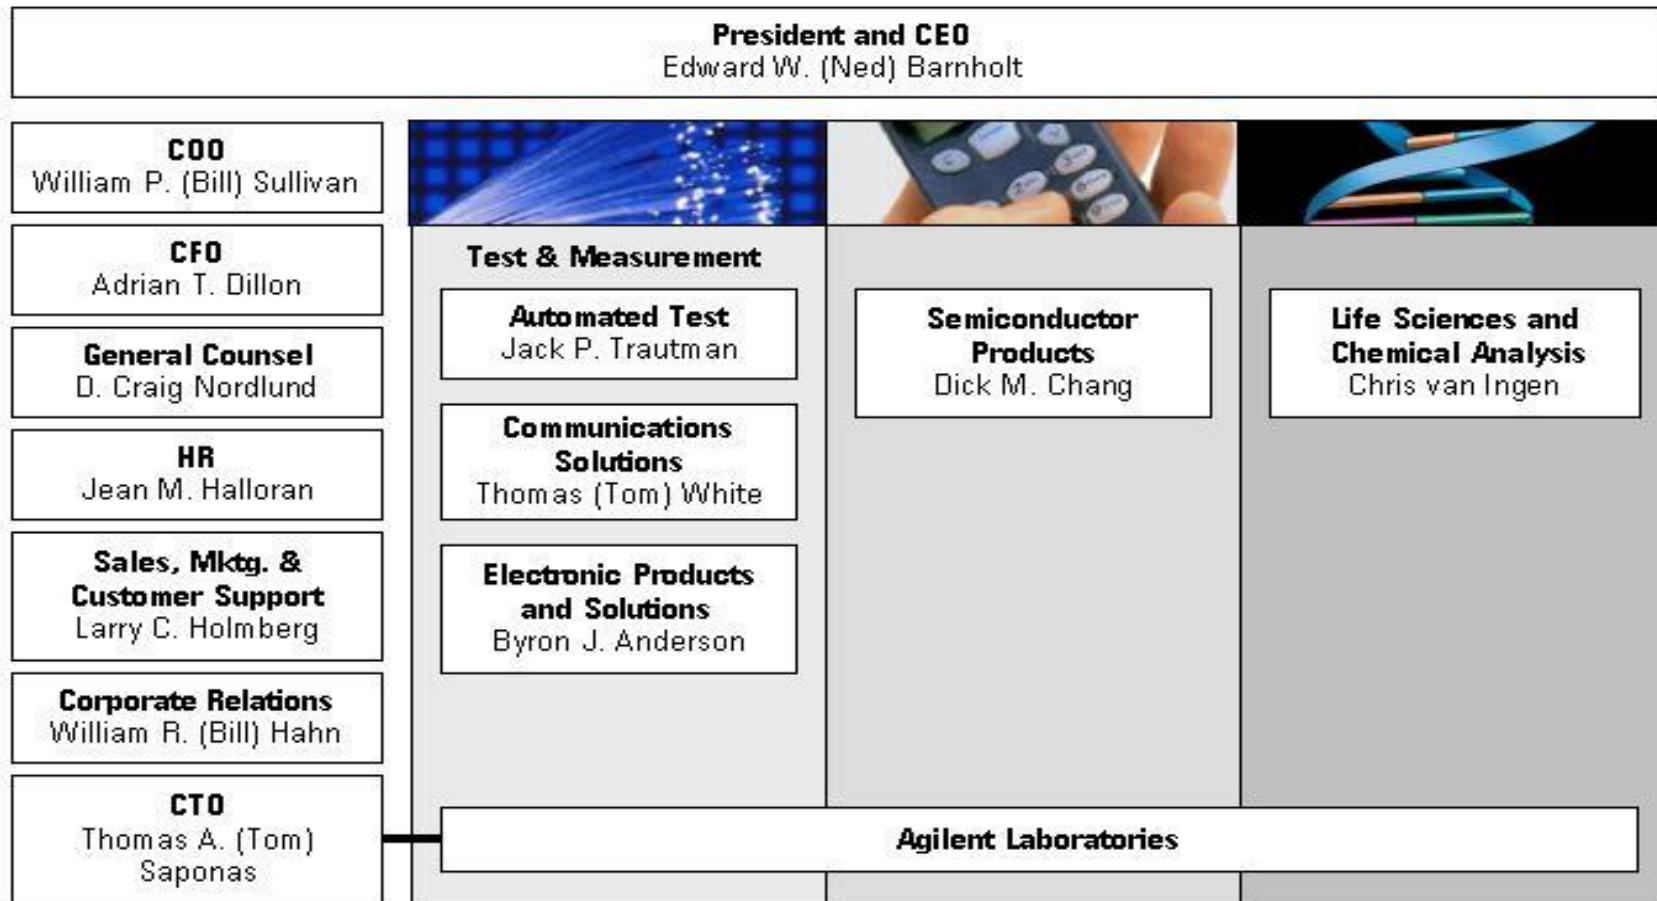 President and CEO
Edward W. (Ned) Barnholt
COO
William P. (Bill) Sullivan
CFO
Adrian T. Dillon
General Counsel
D. Craig Nordlund
HR
Jean M. Halloran
Sales, Mktg. &
Customer Support
Larry C. Holmberg
Corporate Relations
William R. (Bill) Hahn
CTO
Thomas A. (Tom)
Saponas
Test & Measurement
Automated Test
Jack P. Trautman
Communications
Solutions
Thomas (Tom) White
Electronic Products
and Solutions
Byron J. Anderson
Semiconductor
Products
Dick M. Chang
Life Sciences and
Chemical Analysis
Chris van Ingen
Agilent Laboratories